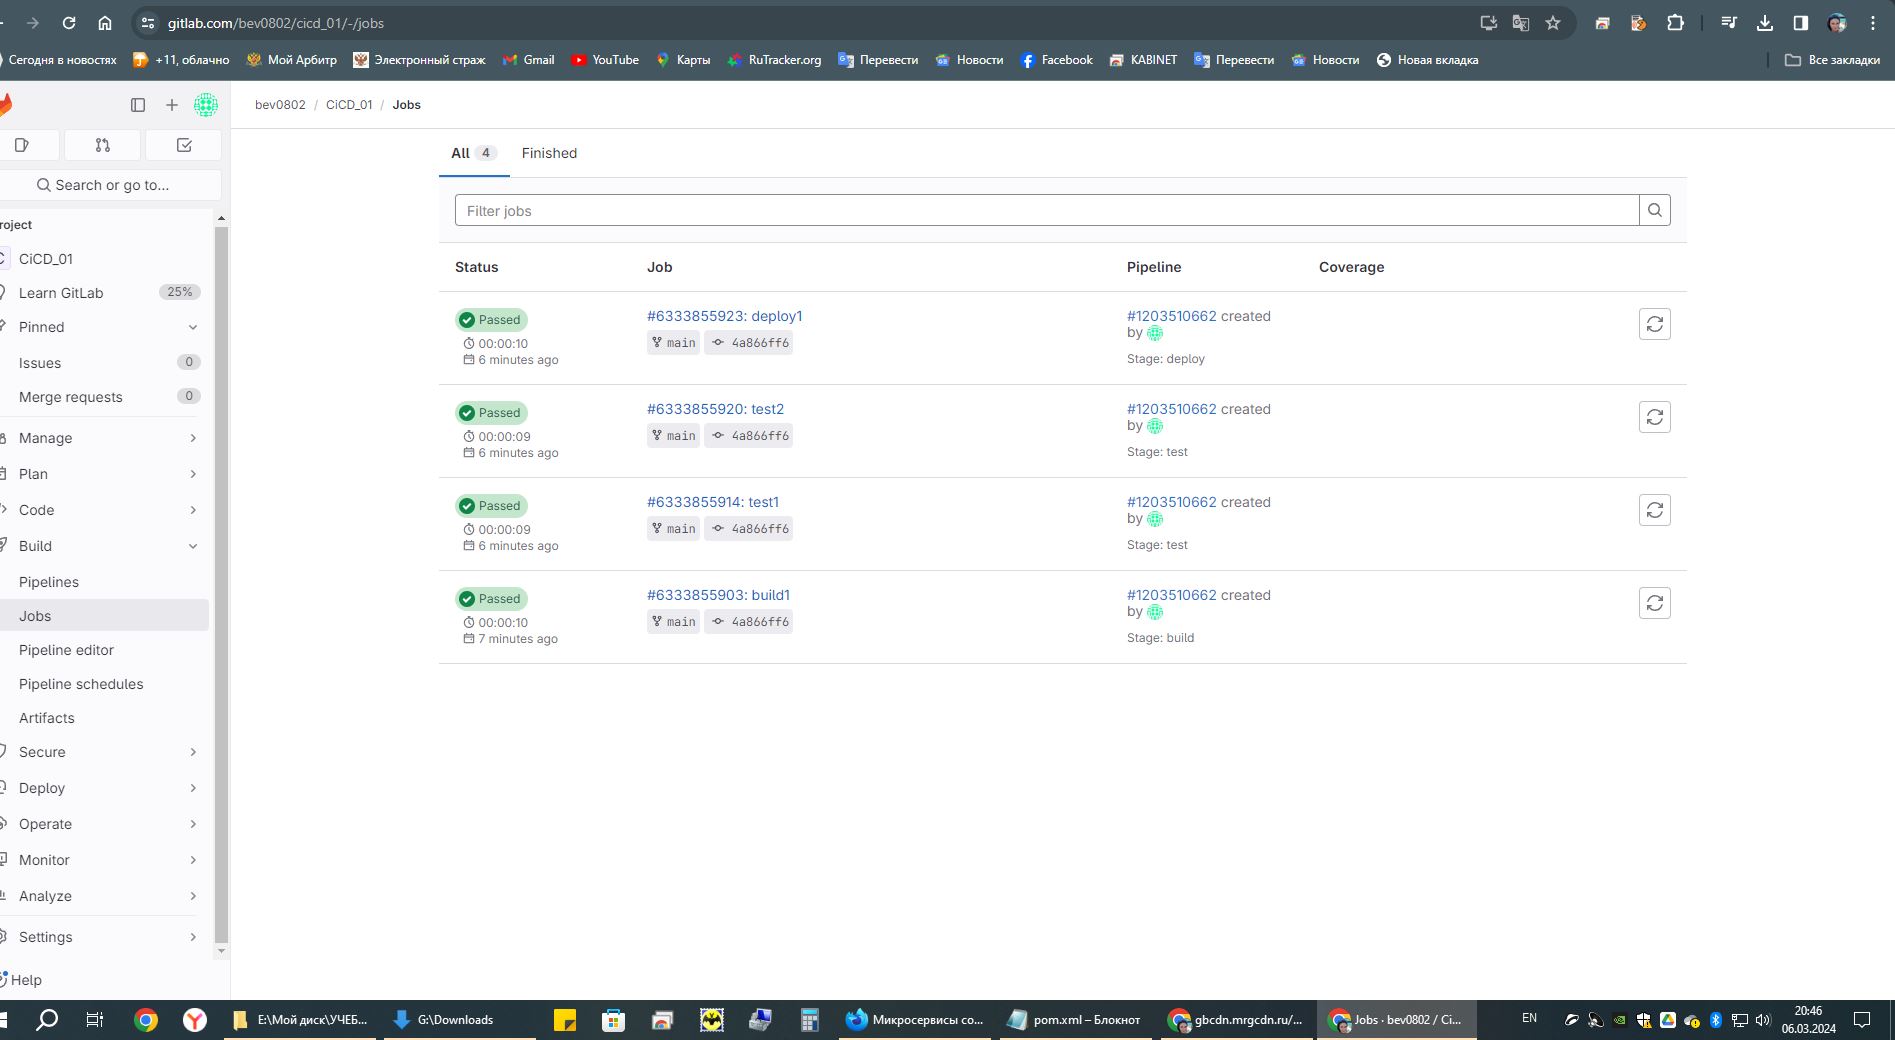 gitlab.com/bev0802/cicd_01/-/jobs
Сегодня в новостях
+11, облачно
Мой Арбитр
Электронный страж
Gmail
YouTube
Карты
RuTracker.org
Перевести
Новости
Facebook
KABINET
Перевести
Новости
Новая вкладка
Все закладки
bev0802 / CiCD_01 / Jobs
Search or go to...
roject
CiCD_01
Learn GitLab 25%
Pinned
Issues 0
Merge requests 0
Manage
Plan
Code
Build
Pipelines
Jobs
Pipeline editor
Pipeline schedules
Artifacts
Secure
Deploy
Operate
Monitor
Analyze
Settings
Help
All 4 Finished
Filter jobs
Status Job Pipeline Coverage
Passed #6333855923: deploy1 #1203510662 created
00:00:10 main 4a866ff6 by
6 minutes ago Stage: deploy
Passed #6333855920: test2 #1203510662 created
00:00:09 main 4a866ff6 by
6 minutes ago Stage: test
Passed #6333855914: test1 #1203510662 created
00:00:09 main 4a866ff6 by
6 minutes ago Stage: test
Passed #6333855903: build1 #1203510662 created
00:00:10 main 4a866ff6 by
7 minutes ago Stage: build
E:\Мой диск\УЧЕБ...
G:\Downloads
Микросервисы со...
pom.xml – Блокнот
gbcdn.mrgcdn.ru/...
Jobs · bev0802 / Ci...
EN
20:46
06.03.2024